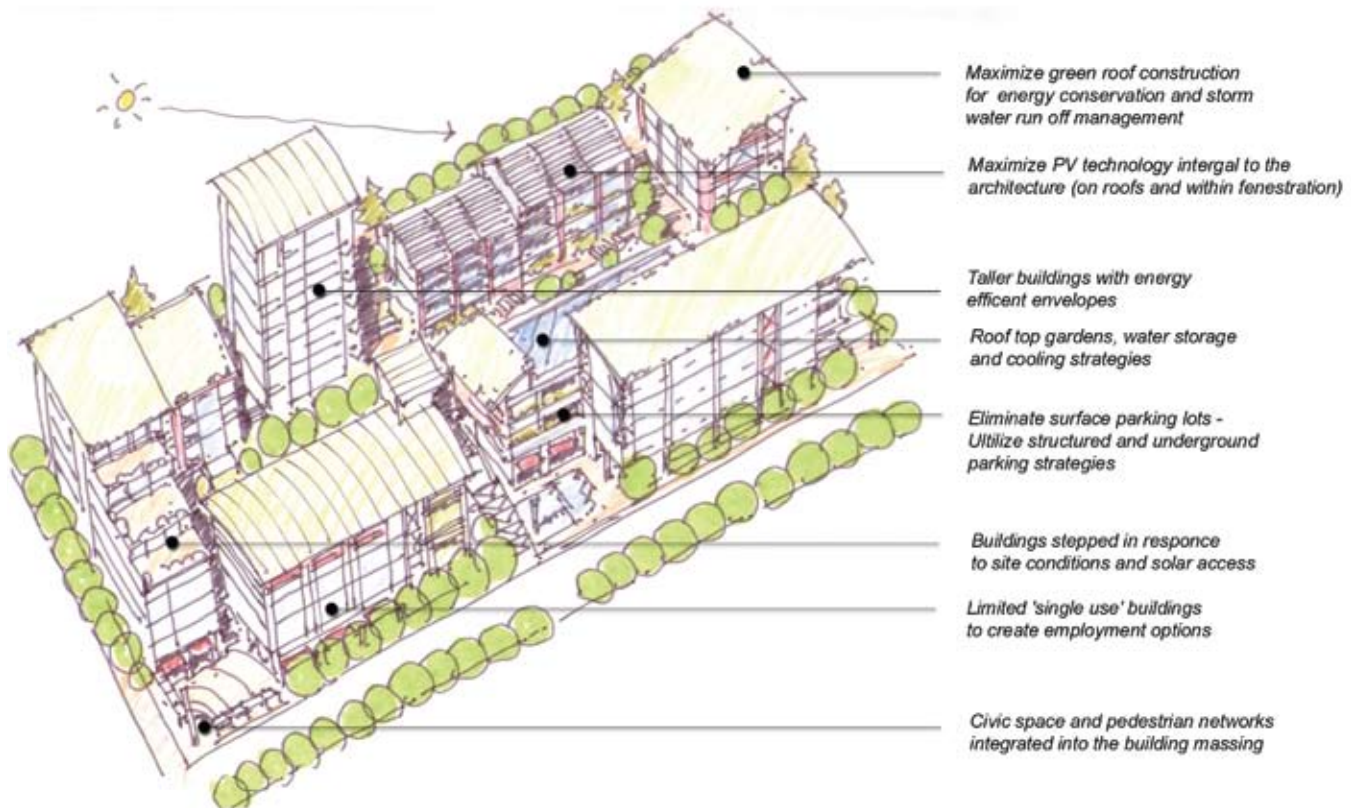 Maximize green roof construction
for energy conservation and storm
water run off management
Maximize PV technology intergal to the
architecture (on roofs and within fenestration)
Taller buildings with energy
efficent envelopes
Roof top gardens, water storage
and cooling strategies
Eliminate surface parking lots -
Ultilize structured and underground
parking strategies
Buildings stepped in responce
to site conditions and solar access
Limited 'single use' buildings
to create employment options
Civic space and pedestrian networks
integrated into the building massing